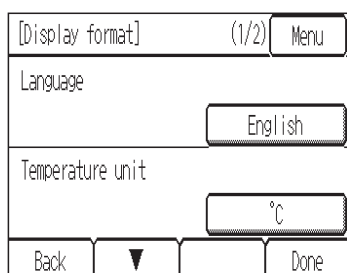 [Display format] (1/2) Menu
Language
English
Temperature unit
°C
Back ▼ Done